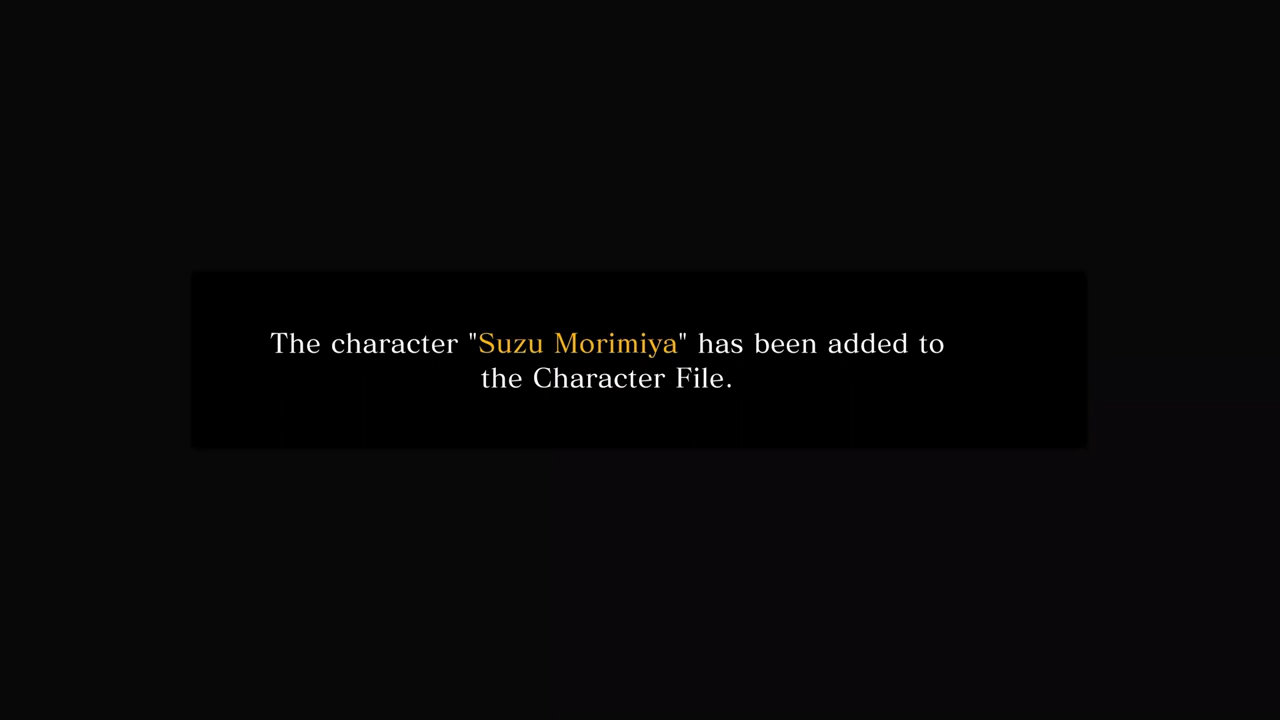 The character "Suzu Morimiya" has been added to
the Character File.